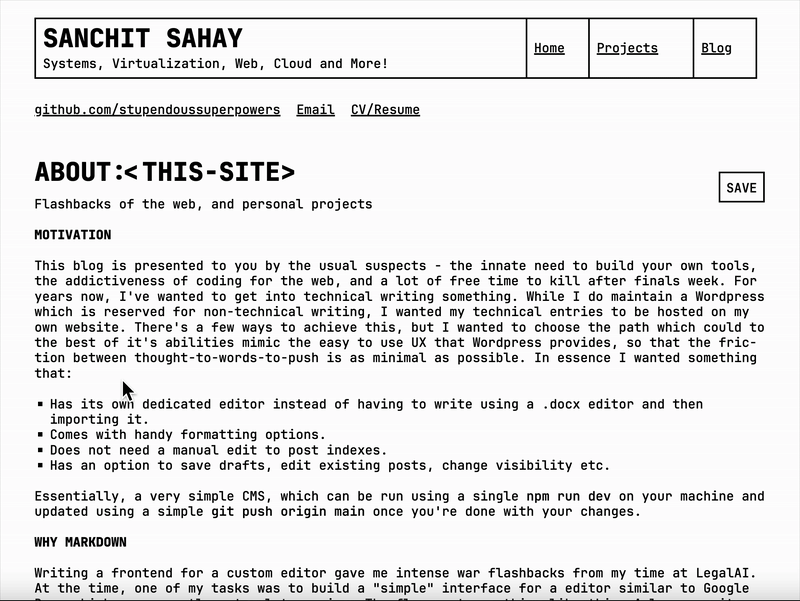 SANCHIT SAHAY
Systems, Virtualization, Web, Cloud and More!
Home
Projects
Blog
github.com/stupendoussuperpowers Email CV/Resume
ABOUT:<THIS-SITE>
SAVE
Flashbacks of the web, and personal projects
MOTIVATION
This blog is presented to you by the usual suspects - the innate need to build your own tools,
the addictiveness of coding for the web, and a lot of free time to kill after finals week. For
years now, I've wanted to get into technical writing something. While I do maintain a Wordpress
which is reserved for non-technical writing, I wanted my technical entries to be hosted on my
own website. There's a few ways to achieve this, but I wanted to choose the path which could to
the best of it's abilities mimic the easy to use UX that Wordpress provides, so that the fric-
tion between thought-to-words-to-push is as minimal as possible. In essence I wanted something
that:
▪ Has its own dedicated editor instead of having to write using a .docx editor and then
importing it.
▪ Comes with handy formatting options.
▪ Does not need a manual edit to post indexes.
▪ Has an option to save drafts, edit existing posts, change visibility etc.
Essentially, a very simple CMS, which can be run using a single npm run dev on your machine and
updated using a simple git push origin main once you're done with your changes.
WHY MARKDOWN
Writing a frontend for a custom editor gave me intense war flashbacks from my time at LegalAI.
At the time, one of my tasks was to build a "simple" interface for a editor similar to Google